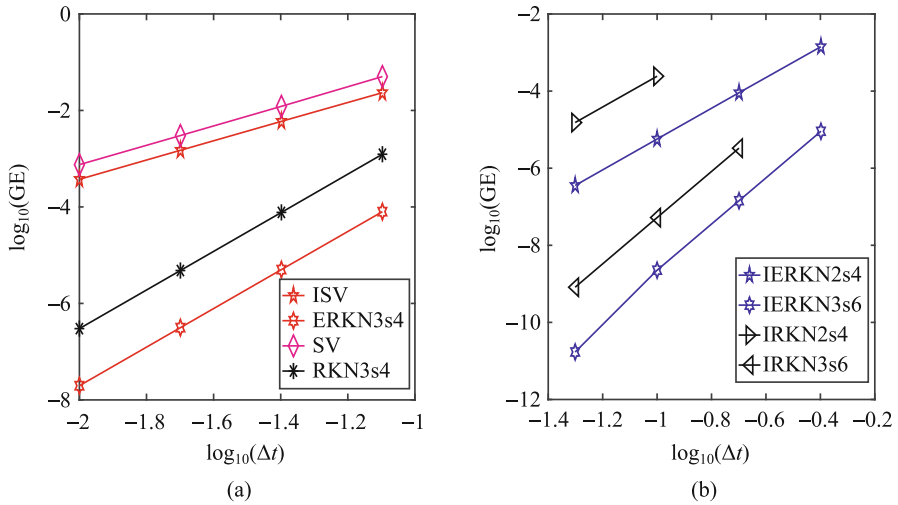 (a)
log10(GE)
0
−2
−4
−6
−8
ISV
ERKN3s4
SV
RKN3s4
−2 −1.8 −1.6 −1.4 −1.2 −1
log10(Δt)
(b)
log10(GE)
−2
−4
−6
−8
−10
−12
IERKN2s4
IERKN3s6
IRKN2s4
IRKN3s6
−1.4 −1.2 −1.0 −0.8 −0.6 −0.4 −0.2
log10(Δt)